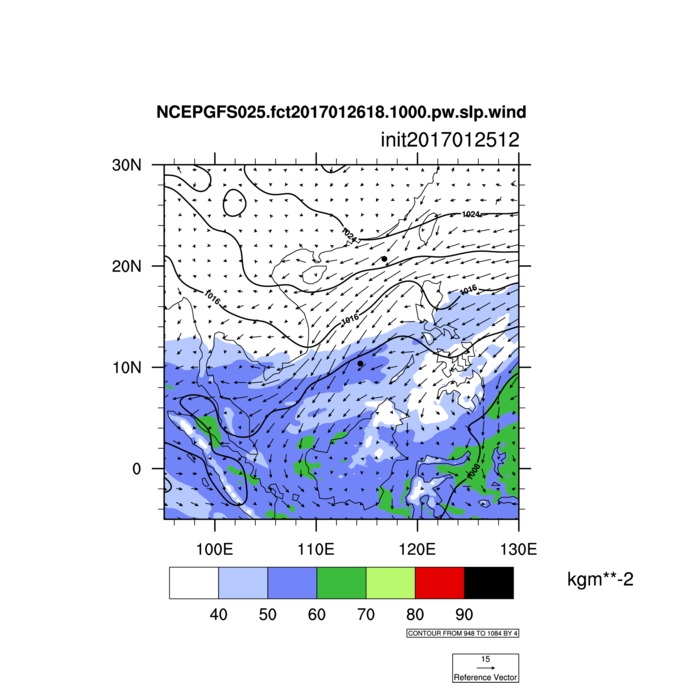 NCEPGFS025.fct2017012618.1000.pw.slp.wind
init2017012512
30N
1024
1024
20N
1016
1016
1016
10N
0
1008
100E 110E 120E 130E
kgm**-2
40 50 60 70 80 90
CONTOUR FROM 948 TO 1084 BY 4
15
Reference Vector